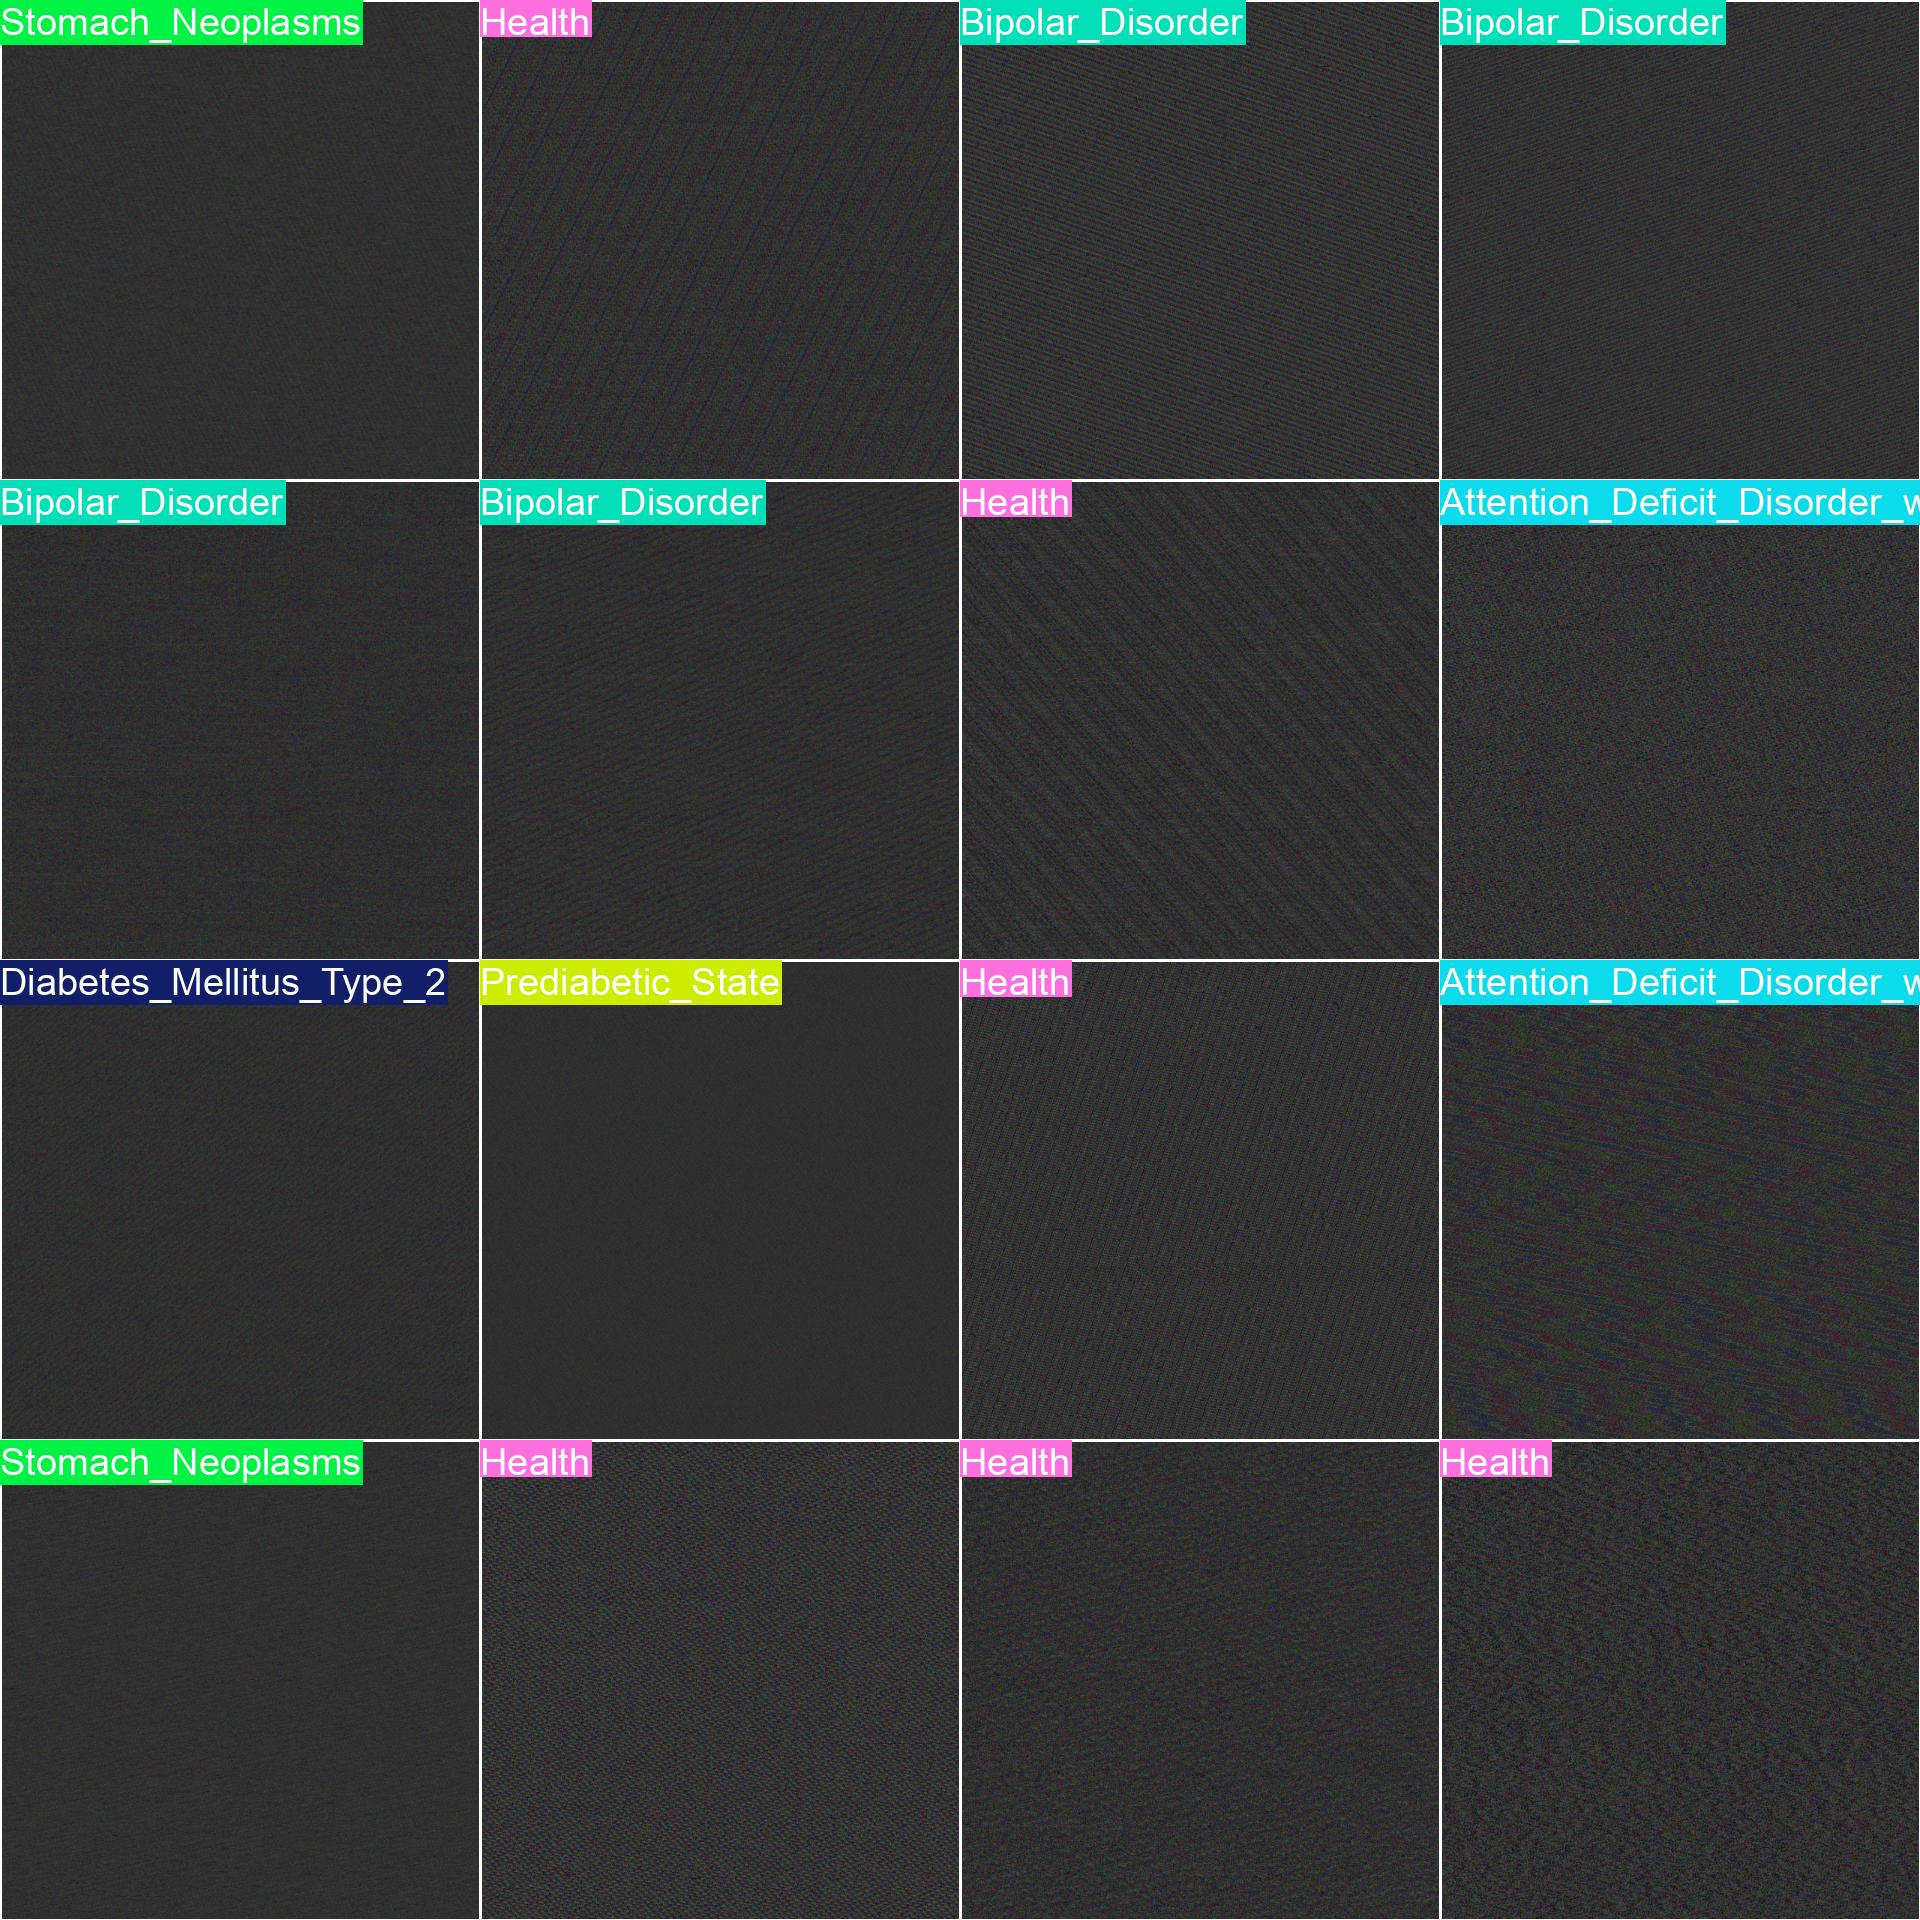 Stomach_Neoplasms
Health
Bipolar_Disorder
Bipolar_Disorder
Bipolar_Disorder
Bipolar_Disorder
Health
Attention_Deficit_Disorder_w
Diabetes_Mellitus_Type_2
Prediabetic_State
Health
Attention_Deficit_Disorder_w
Stomach_Neoplasms
Health
Health
Health